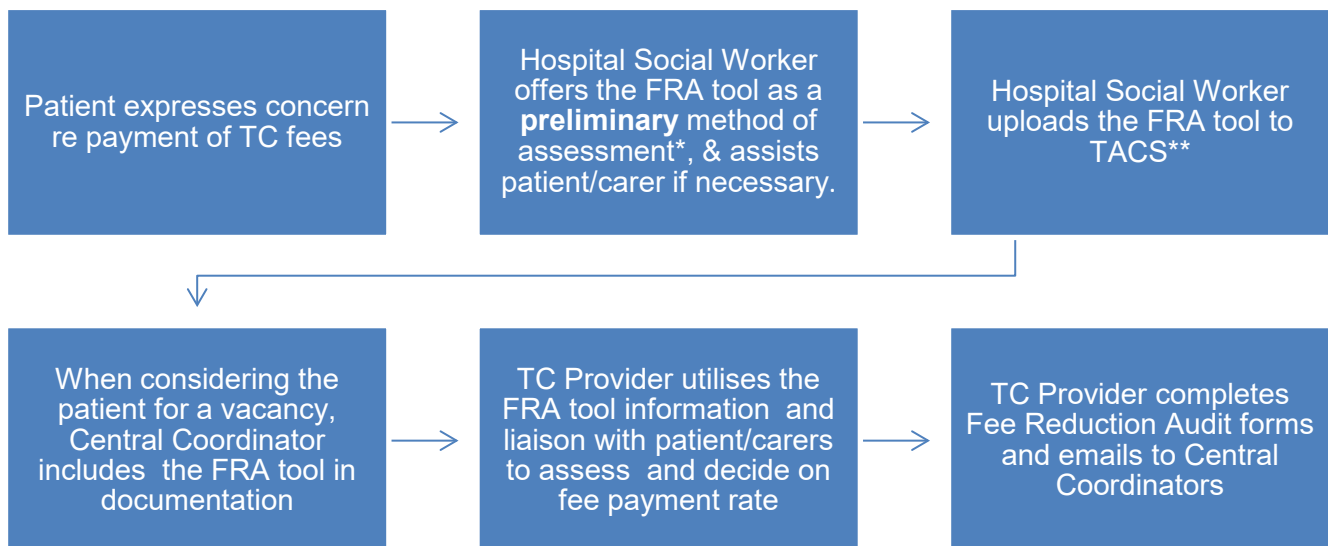 Patient expresses concern
re payment of TC fees
Hospital Social Worker
offers the FRA tool as a
preliminary method of
assessment*, & assists
patient/carer if necessary.
Hospital Social Worker
uploads the FRA tool to
TACS**
When considering the
patient for a vacancy,
Central Coordinator
includes the FRA tool in
documentation
TC Provider utilises the
FRA tool information and
liaison with patient/carers
to assess and decide on
fee payment rate
TC Provider completes
Fee Reduction Audit forms
and emails to Central
Coordinators